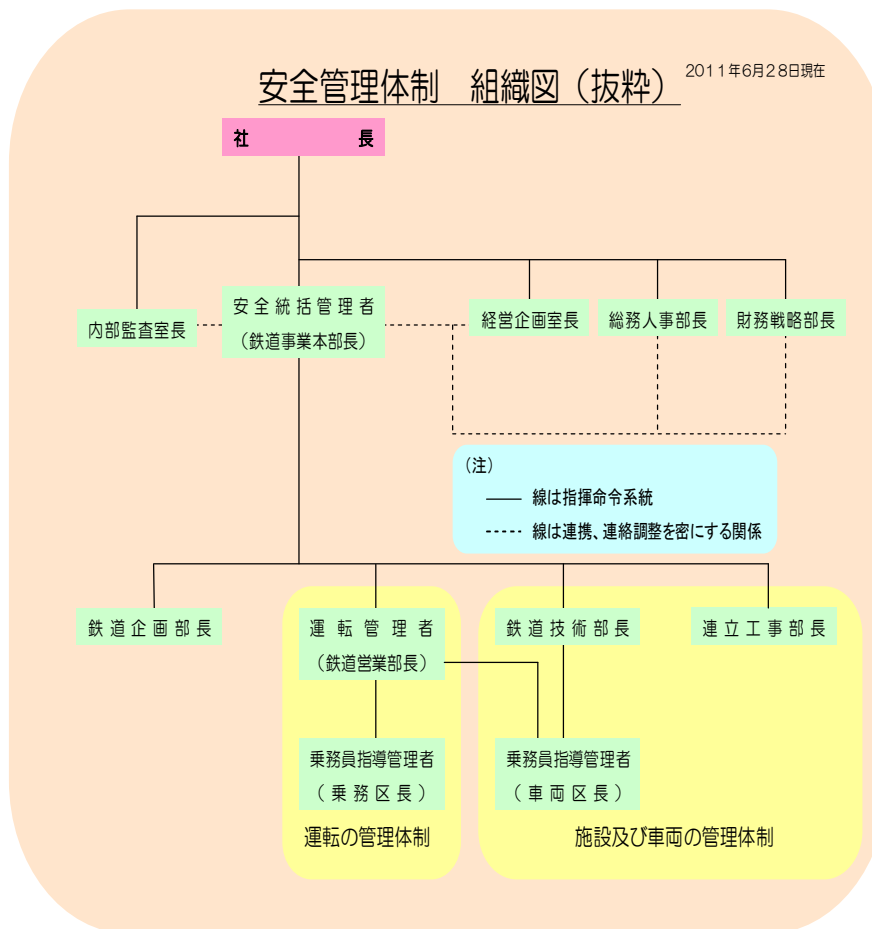 安全管理体制　組織図（抜粋）
2011年6月28日現在
社　　　　　　長
内部監査室長
安全統括管理者
（鉄道事業本部長）
経営企画室長
総務人事部長
財務戦略部長
（注）
線は指揮命令系統
線は連携、連絡調整を密にする関係
鉄道企画部長
運転管理者
（鉄道営業部長）
鉄道技術部長
連立工事部長
乗務員指導管理者
（乗務区長）
乗務員指導管理者
（車両区長）
運転の管理体制
施設及び車両の管理体制